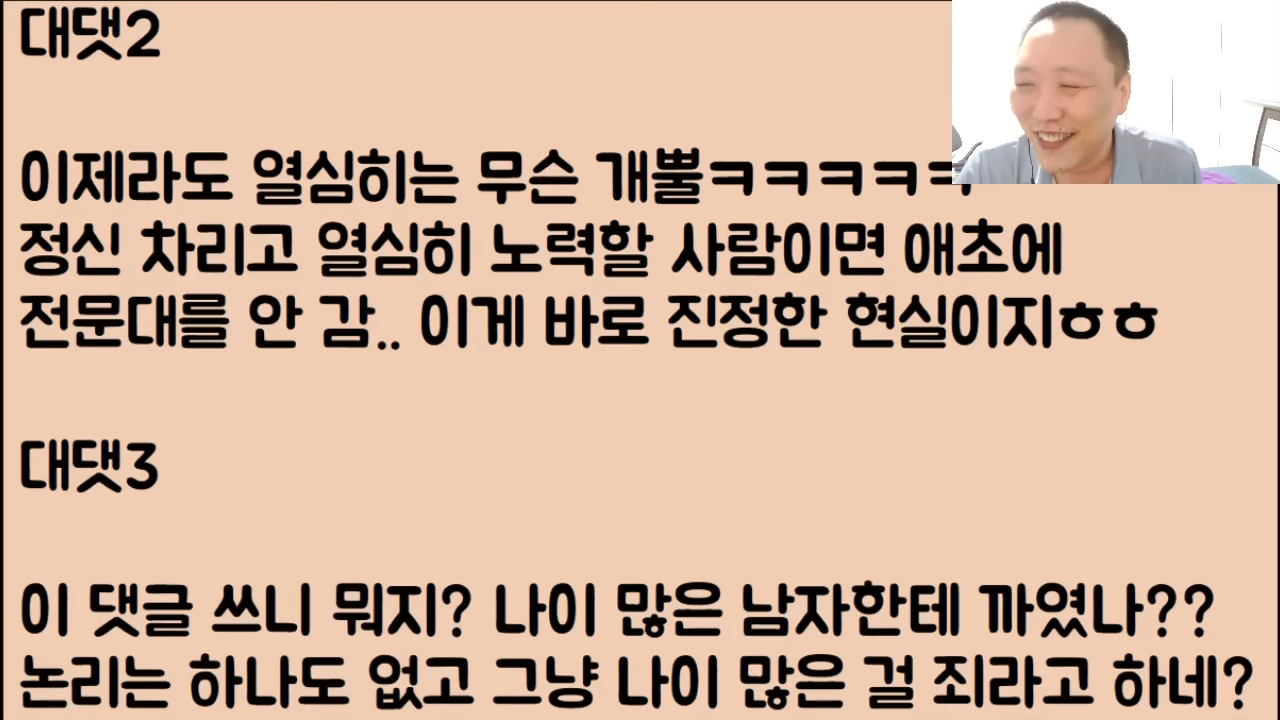 대댓2
이제라도 열심히는 무슨 개뿔ㅋㅋㅋㅋㅋ
정신 차리고 열심히 노력할 사람이면 애초에
전문대를 안 감.. 이게 바로 진정한 현실이지ㅎㅎ
대댓3
이 댓글 쓰니 뭐지? 나이 많은 남자한테 까였나??
논리는 하나도 없고 그냥 나이 많은 걸 죄라고 하네?